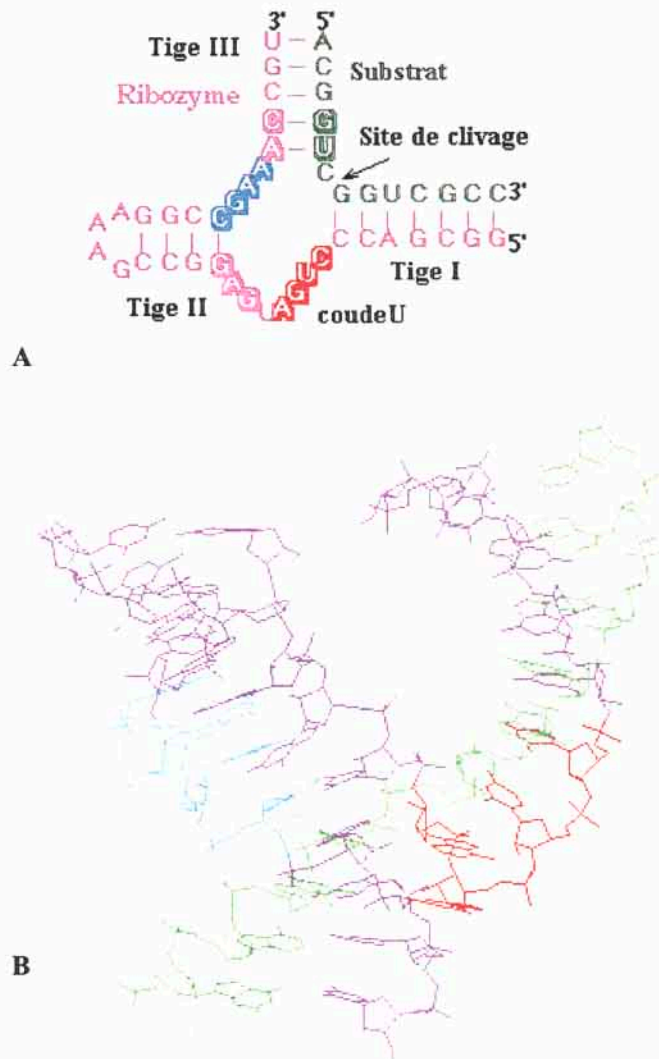 3' 5'
Tige III U A
G C
Substrat
Ribozyme C G
C G
A U
Site de clivage
C
G G U C G C C 3'
A A G G C C G A A
A G C C G G A G A G U C
C C A G C G G 5'
Tige I
Tige II
coudeU
A
B